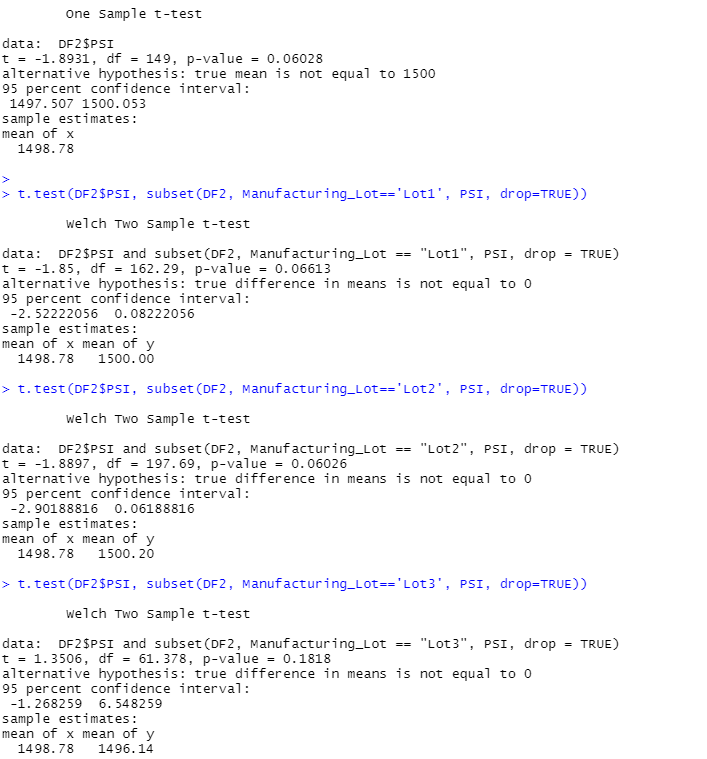 One Sample t-test
data:  DF2$PSI
t = -1.8931, df = 149, p-value = 0.06028
alternative hypothesis: true mean is not equal to 1500
95 percent confidence interval:
 1497.507 1500.053
sample estimates:
mean of x
  1498.78
>
> t.test(DF2$PSI, subset(DF2, Manufacturing_Lot=='Lot1', PSI, drop=TRUE))
Welch Two Sample t-test
data:  DF2$PSI and subset(DF2, Manufacturing_Lot == "Lot1", PSI, drop = TRUE)
t = -1.85, df = 162.29, p-value = 0.06613
alternative hypothesis: true difference in means is not equal to 0
95 percent confidence interval:
 -2.52222056  0.08222056
sample estimates:
mean of x mean of y
  1498.78   1500.00
> t.test(DF2$PSI, subset(DF2, Manufacturing_Lot=='Lot2', PSI, drop=TRUE))
Welch Two Sample t-test
data:  DF2$PSI and subset(DF2, Manufacturing_Lot == "Lot2", PSI, drop = TRUE)
t = -1.8897, df = 197.69, p-value = 0.06026
alternative hypothesis: true difference in means is not equal to 0
95 percent confidence interval:
 -2.90188816  0.06188816
sample estimates:
mean of x mean of y
  1498.78   1500.20
> t.test(DF2$PSI, subset(DF2, Manufacturing_Lot=='Lot3', PSI, drop=TRUE))
Welch Two Sample t-test
data:  DF2$PSI and subset(DF2, Manufacturing_Lot == "Lot3", PSI, drop = TRUE)
t = 1.3506, df = 61.378, p-value = 0.1818
alternative hypothesis: true difference in means is not equal to 0
95 percent confidence interval:
 -1.268259  6.548259
sample estimates:
mean of x mean of y
  1498.78   1496.14